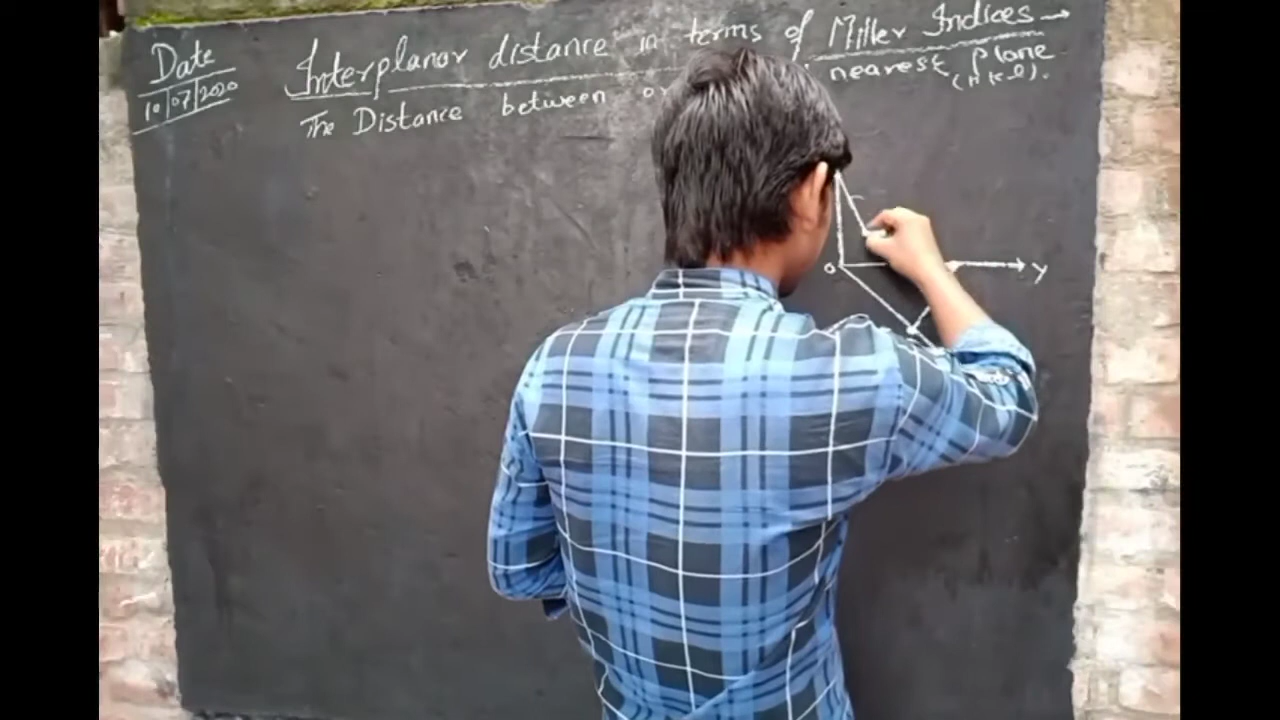 Date
10/07/2020
Interplanar distance in terms of Miller Indices →
The Distance between nearest plane
(h k l).
O
Y